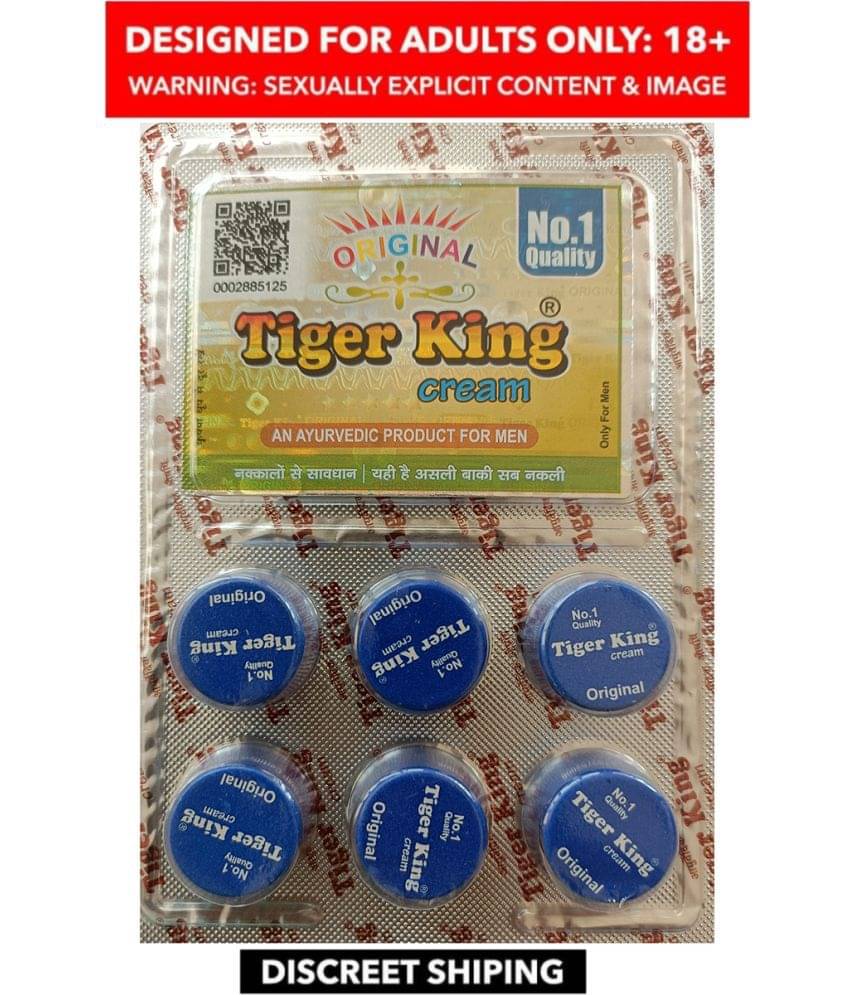 DESIGNED FOR ADULTS ONLY: 18+
WARNING: SEXUALLY EXPLICIT CONTENT & IMAGE
0002885125
ORIGINAL
No.1
Quality
Tiger King®
cream
AN AYURVEDIC PRODUCT FOR MEN
Only For Men
नक्कालों से सावधान | यही है असली बाकी सब नकली
No.1
Quality
Tiger King®
cream
Original
No.1
Quality
Tiger King®
cream
Original
No.1
Quality
Tiger King®
cream
Original
No.1
Quality
Tiger King®
cream
Original
No.1
Quality
Tiger King®
cream
Original
No.1
Quality
Tiger King®
cream
Original
DISCREET SHIPING